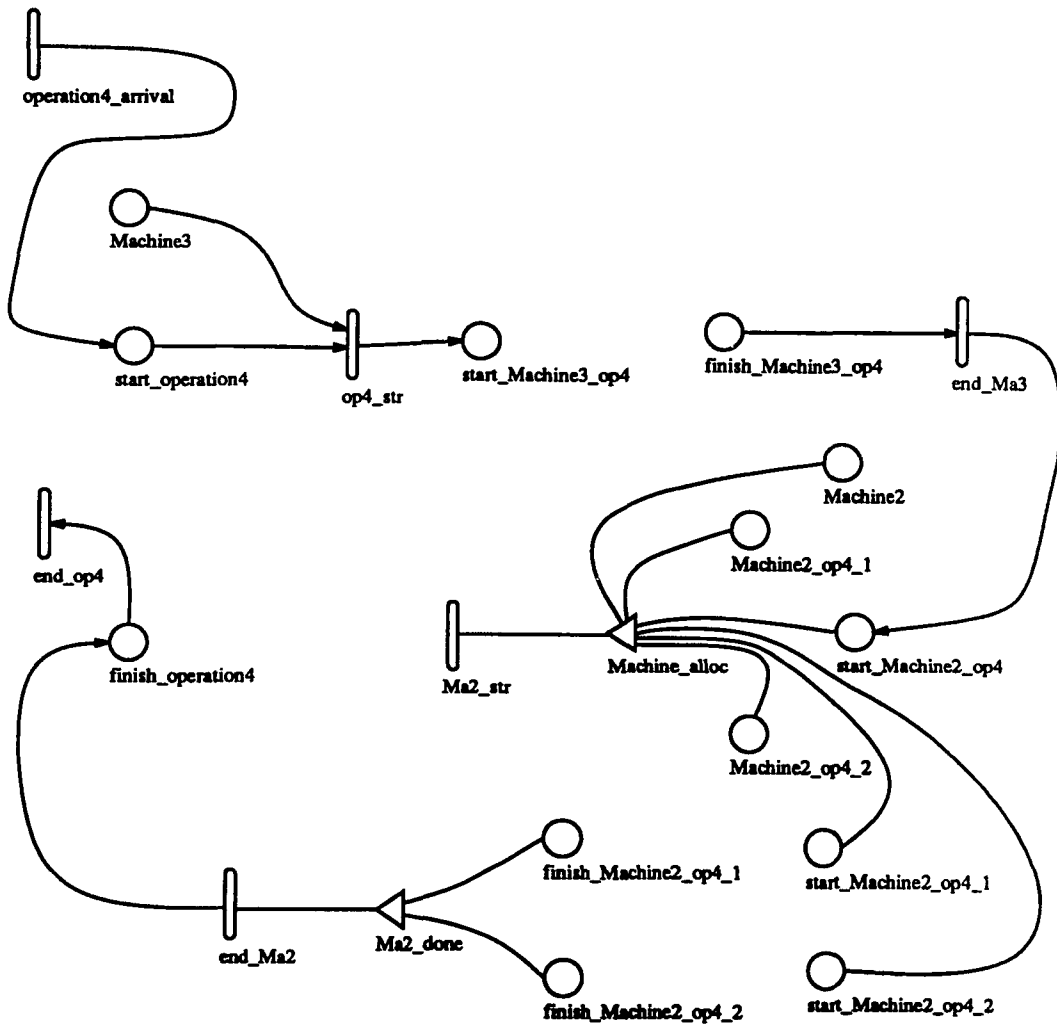 operation4_arrival
Machine3
start_operation4
op4_str
start_Machine3_op4
finish_Machine3_op4
end_Ma3
Machine2
Machine2_op4_1
end_op4
finish_operation4
Ma2_str
Machine_alloc
start_Machine2_op4
Machine2_op4_2
finish_Machine2_op4_1
start_Machine2_op4_1
end_Ma2
Ma2_done
finish_Machine2_op4_2
start_Machine2_op4_2